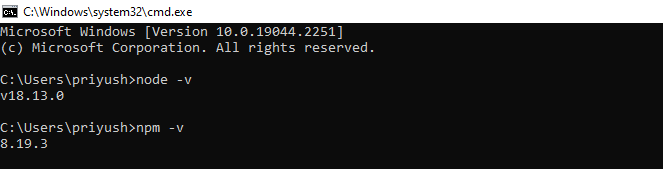 C:\Windows\system32\cmd.exe
Microsoft Windows [Version 10.0.19044.2251]
(c) Microsoft Corporation. All rights reserved.
C:\Users\priyush>node -v
v18.13.0
C:\Users\priyush>npm -v
8.19.3